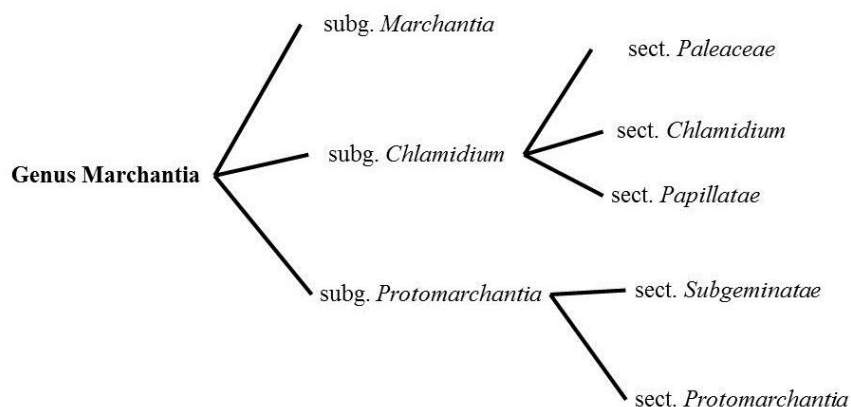 subg. Marchantia
sect. Paleaceae
sect. Chlamidium
subg. Chlamidium
Genus Marchantia
sect. Papillatae
subg. Protomarchantia
sect. Subgeminatae
sect. Protomarchantia